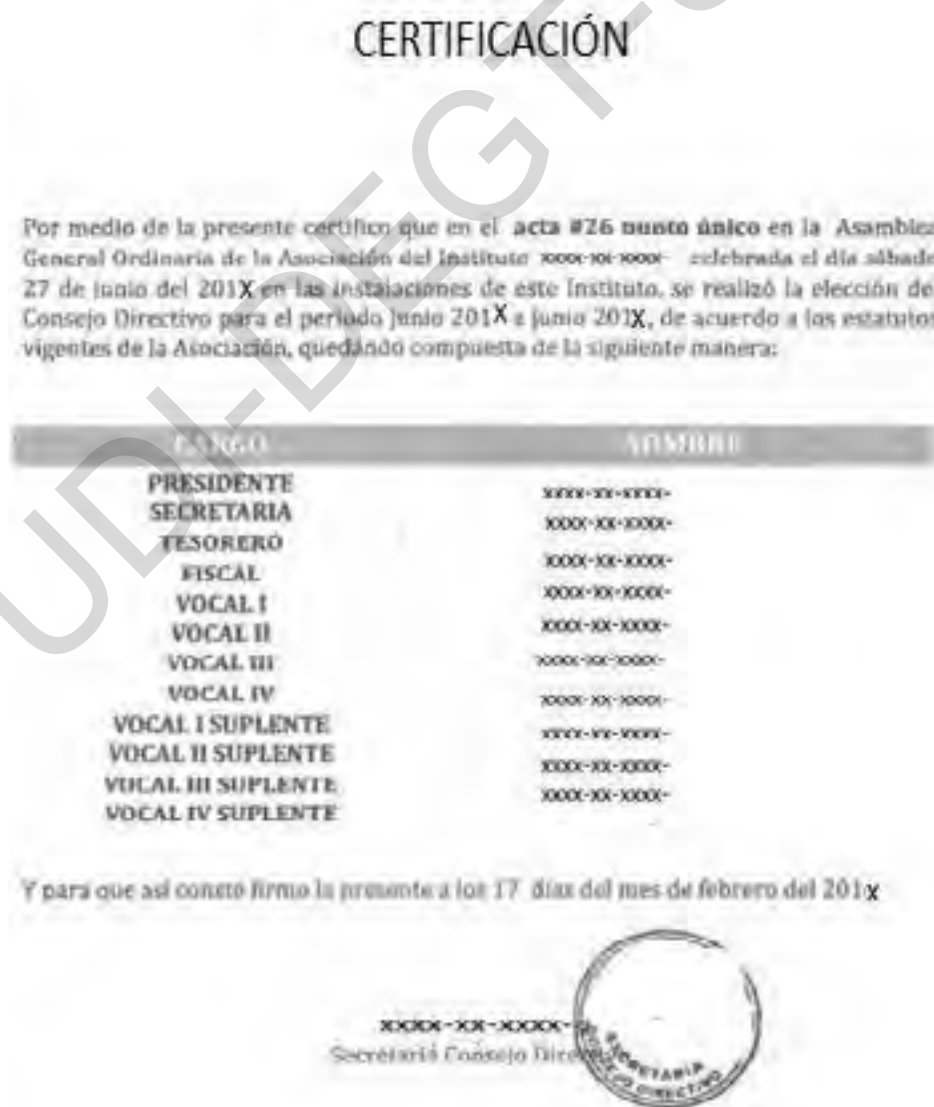 CERTIFICACIÓN
Por medio de la presente certifico que en el acta #26 punto único en la Asamblea
General Ordinaria de la Asociación del Instituto xxxx-xx-xxxx- celebrada el día sábado
27 de junio del 201X en las instalaciones de este Instituto, se realizó la elección de
Consejo Directivo para el periodo junio 201X a junio 201X, de acuerdo a los estatutos
vigentes de la Asociación, quedando compuesta de la siguiente manera:
CARGO NOMBRE
PRESIDENTE xxxx-xx-xxxx-
SECRETARIA xxxx-xx-xxxx-
TESORERO xxxx-xx-xxxx-
FISCAL xxxx-xx-xxxx-
VOCAL I xxxx-xx-xxxx-
VOCAL II xxxx-xx-xxxx-
VOCAL III xxxx-xx-xxxx-
VOCAL IV xxxx-xx-xxxx-
VOCAL I SUPLENTE xxxx-xx-xxxx-
VOCAL II SUPLENTE xxxx-xx-xxxx-
VOCAL III SUPLENTE
VOCAL IV SUPLENTE
Y para que así conste firmo la presente a los 17 días del mes de febrero del 201x
xxxx-xx-xxxx-
Secretaria Consejo
SECRETARIA
CONSEJO DIRECTIVO
UDI-DEGT-